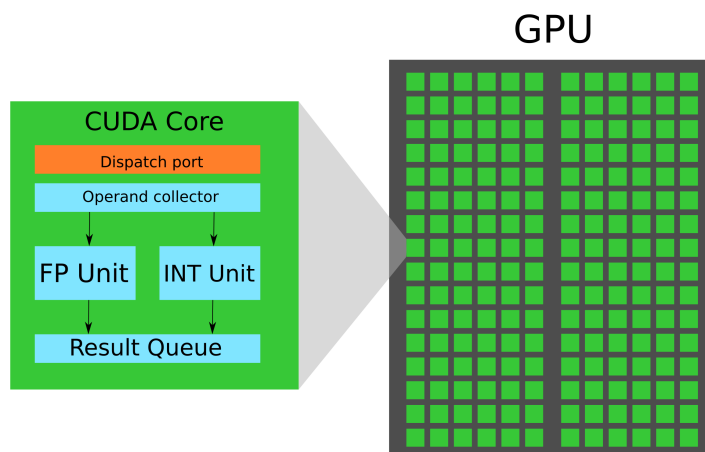 GPU
CUDA Core
Dispatch port
Operand collector
FP Unit
INT Unit
Result Queue